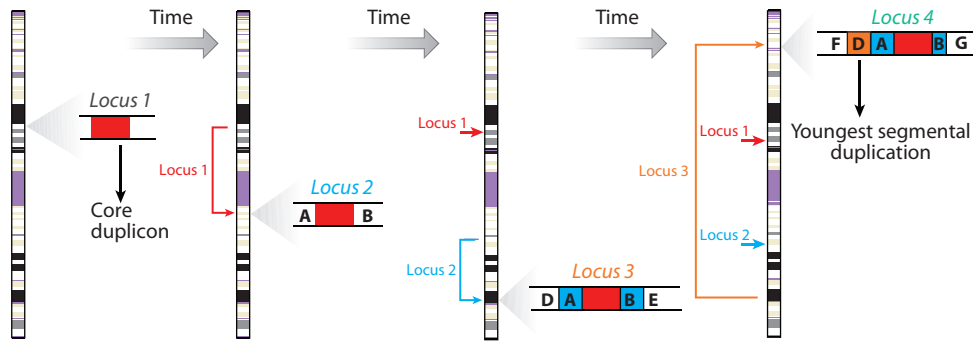 Time
Time
Time
Locus 1
Core
duplicon
Locus 1
Locus 2
A B
Locus 1
Locus 2
Locus 3
D A B E
Locus 3
Locus 1
Locus 2
Locus 4
F D A B G
Youngest segmental
duplication